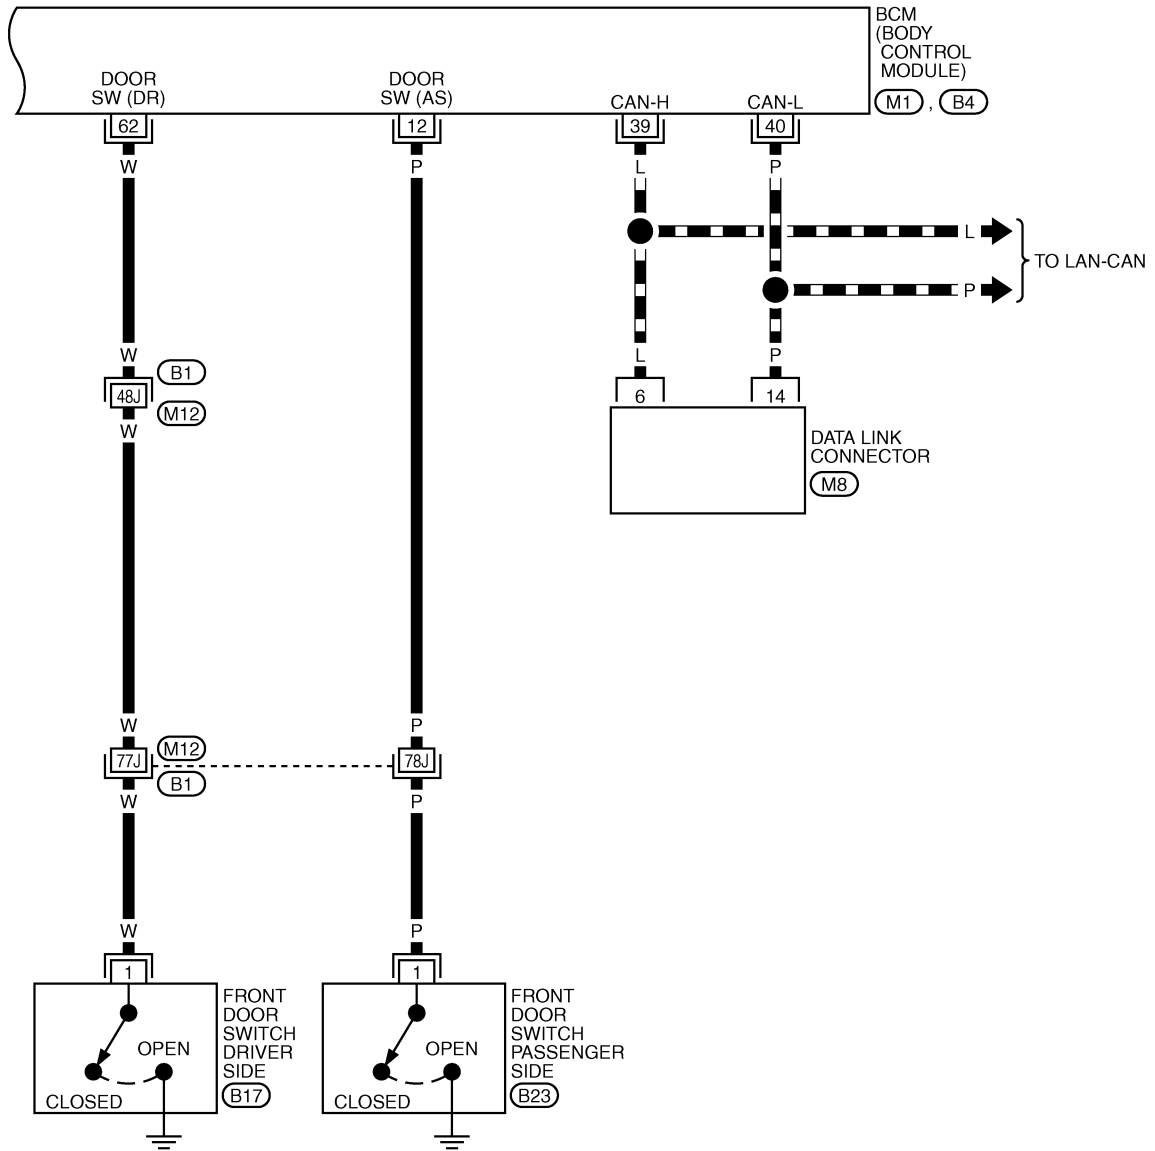 BCM
(BODY
CONTROL
MODULE)
M1 , B4
DOOR
SW (DR)
DOOR
SW (AS)
CAN-H
CAN-L
62
12
39
40
W
P
L
P
L
TO LAN-CAN
P
W
L
P
B1
48J
6
14
M12
W
DATA LINK
CONNECTOR
M8
W
P
M12
77J
78J
B1
W
P
W
P
1
1
FRONT
DOOR
SWITCH
DRIVER
SIDE
B17
OPEN
CLOSED
FRONT
DOOR
SWITCH
PASSENGER
SIDE
B23
OPEN
CLOSED